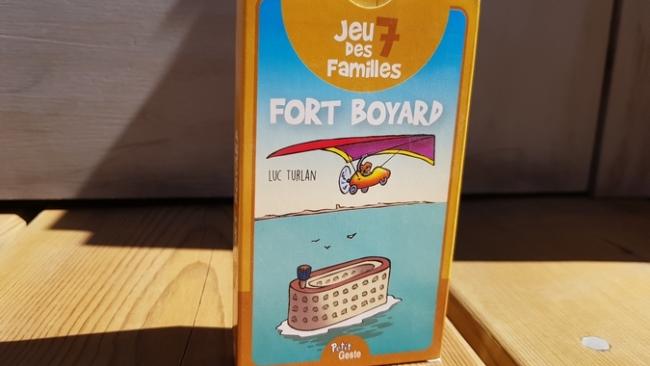 Jeu 7
Des
Familles
FORT BOYARD
LUC TURLAN
Petit
Geste